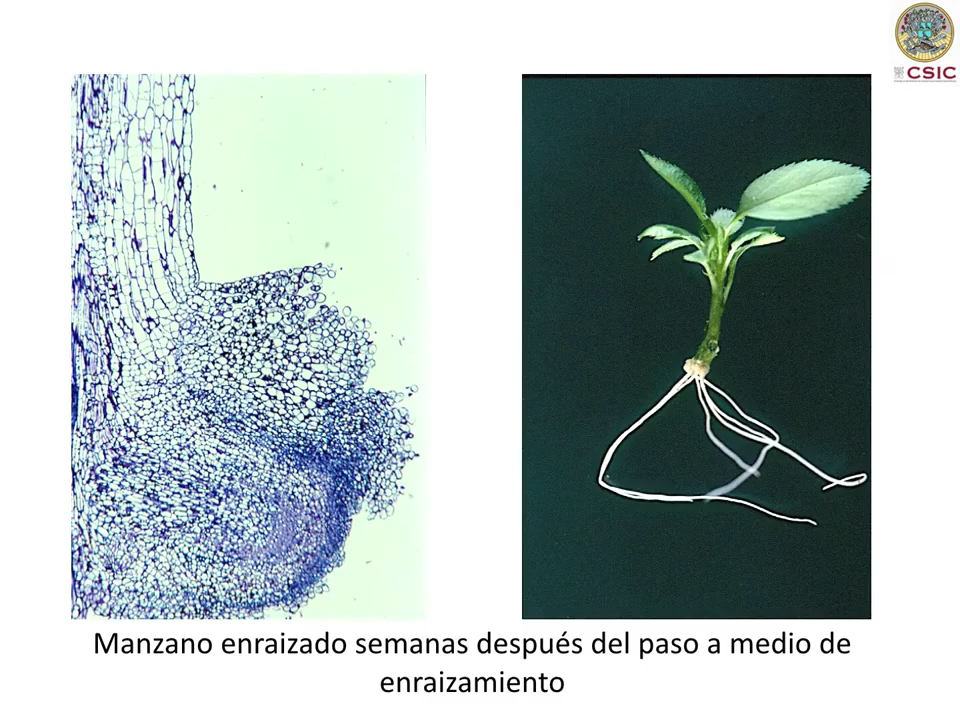 CSIC
Manzano enraizado semanas después del paso a medio de
enraizamiento